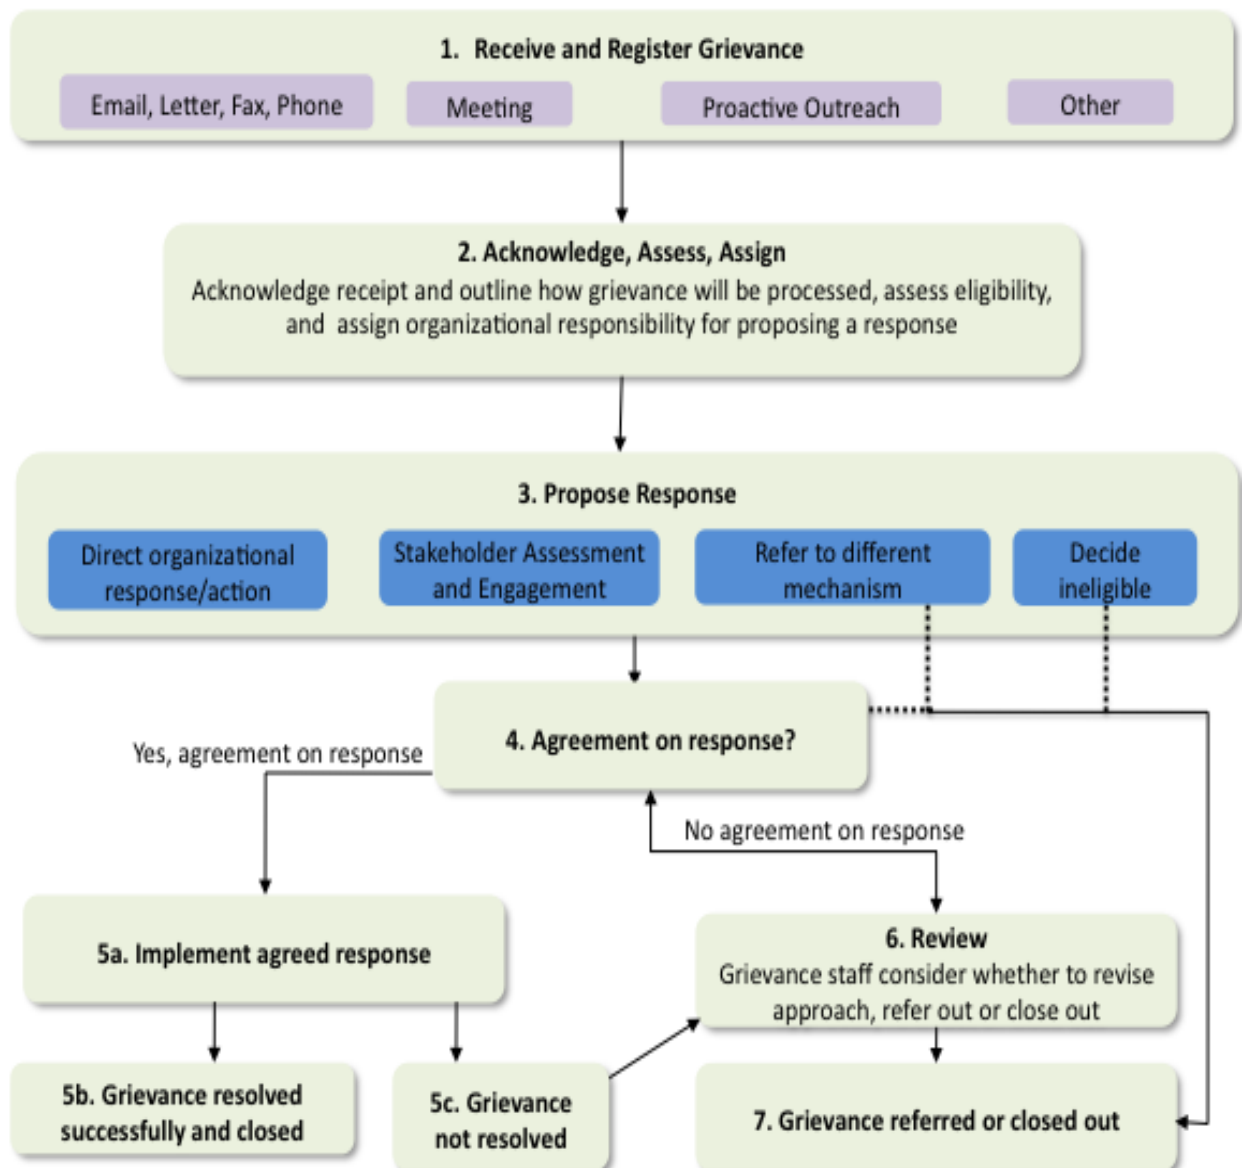 1. Receive and Register Grievance
Email, Letter, Fax, Phone
Meeting
Proactive Outreach
Other
2. Acknowledge, Assess, Assign
Acknowledge receipt and outline how grievance will be processed, assess eligibility,
and assign organizational responsibility for proposing a response
3. Propose Response
Direct organizational
response/action
Stakeholder Assessment
and Engagement
Refer to different
mechanism
Decide
ineligible
4. Agreement on response?
Yes, agreement on response
No agreement on response
5a. Implement agreed response
6. Review
Grievance staff consider whether to revise
approach, refer out or close out
5b. Grievance resolved
successfully and closed
5c. Grievance
not resolved
7. Grievance referred or closed out